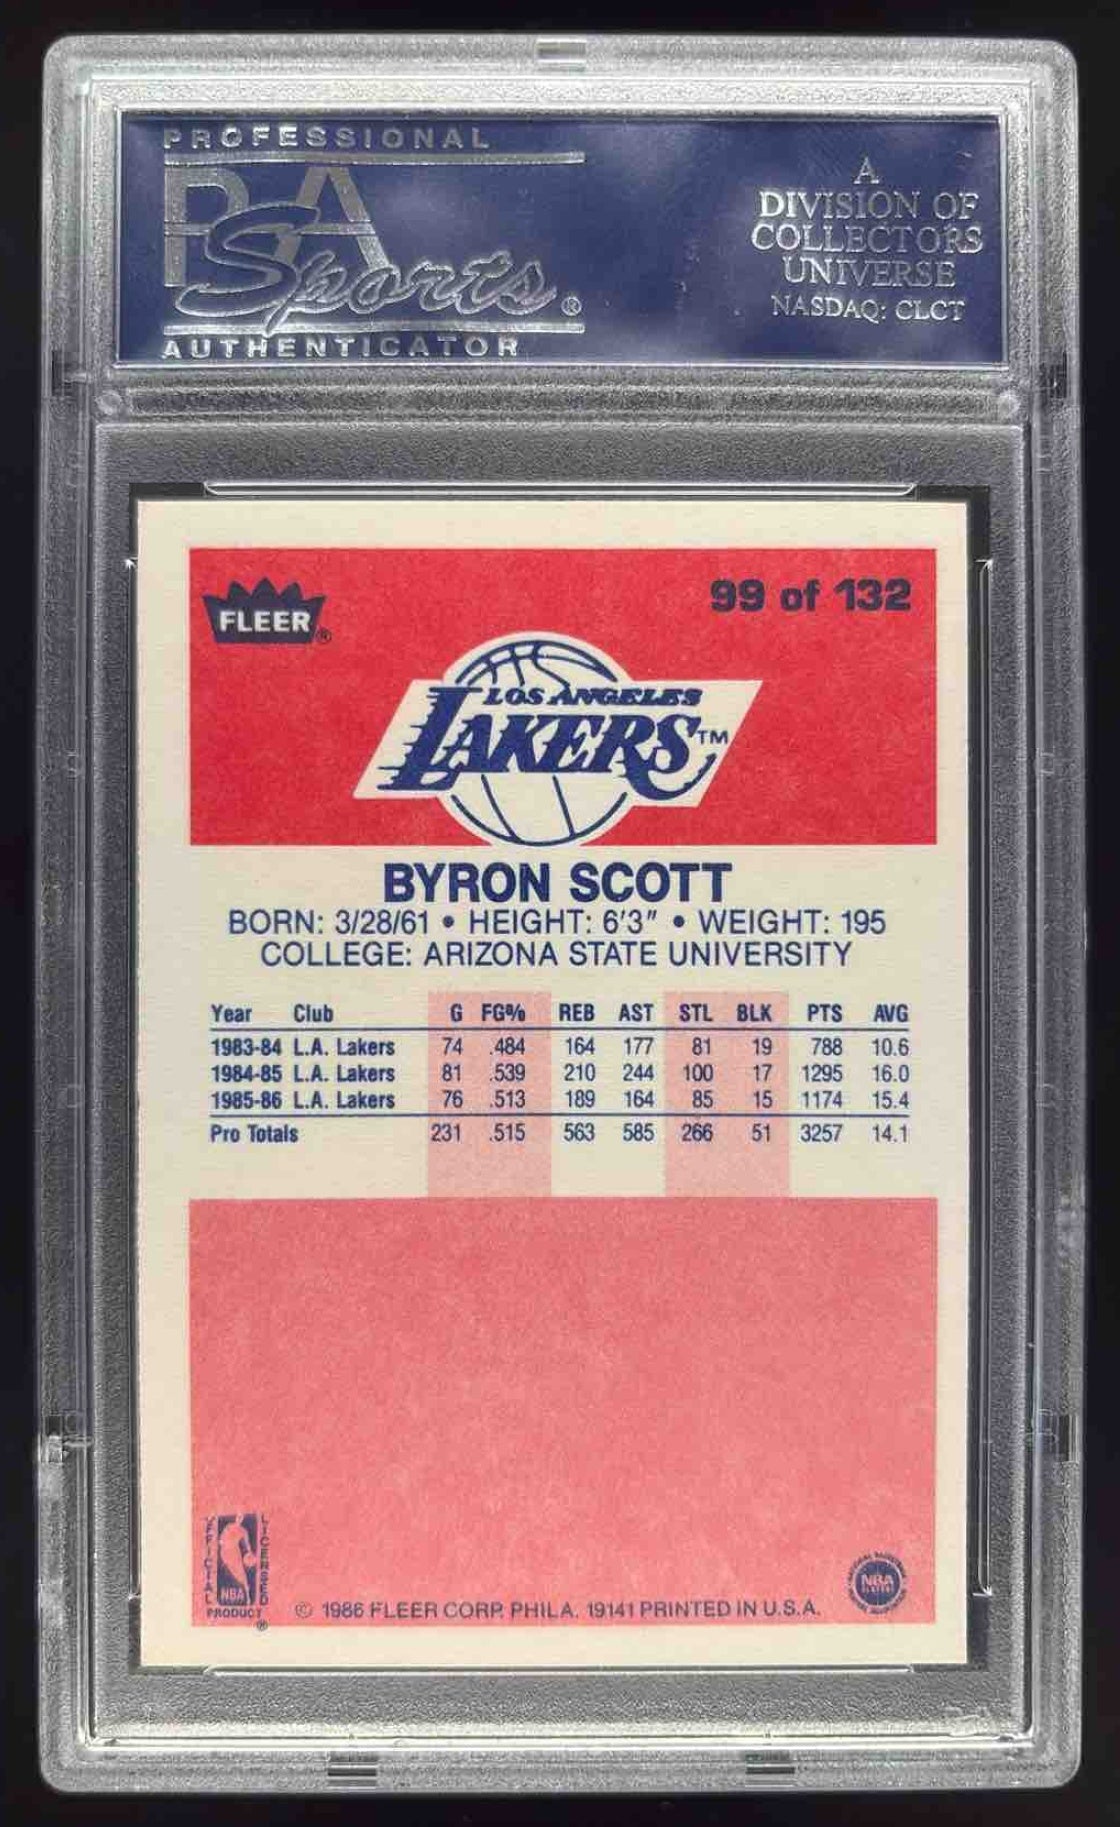 PROFESSIONAL
PSA
Sports®
AUTHENTICATOR
A
DIVISION OF
COLLECTORS
UNIVERSE
NASDAQ: CLCT
FLEER®
99 of 132
LOS ANGELES
LAKERS™
BYRON SCOTT
BORN: 3/28/61 • HEIGHT: 6'3" • WEIGHT: 195
COLLEGE: ARIZONA STATE UNIVERSITY
Year Club G FG% REB AST STL BLK PTS AVG
1983-84 L.A. Lakers 74 .484 164 177 81 19 788 10.6
1984-85 L.A. Lakers 81 .539 210 244 100 17 1295 16.0
1985-86 L.A. Lakers 76 .513 189 164 85 15 1174 15.4
Pro Totals 231 .515 563 585 266 51 3257 14.1
OFFICIAL
LICENSED
NBA
PRODUCT
®
© 1986 FLEER CORP. PHILA. 19141 PRINTED IN U.S.A.
NBA